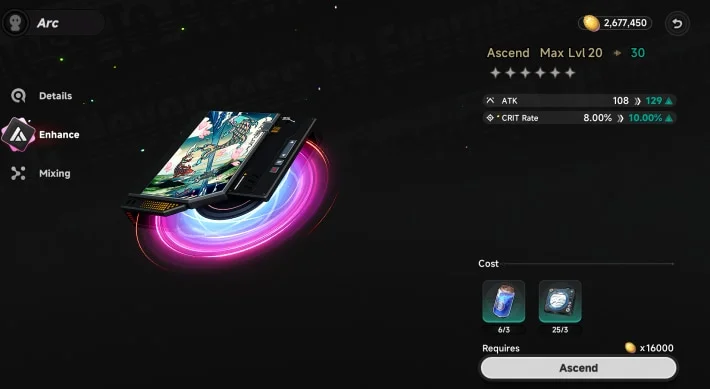 Arc
2,677,450
Details
Enhance
Mixing
Ascend Max Lvl 20 30
ATK 108 129
CRIT Rate 8.00% 10.00%
Cost
6/3 25/3
Requires x16000
Ascend